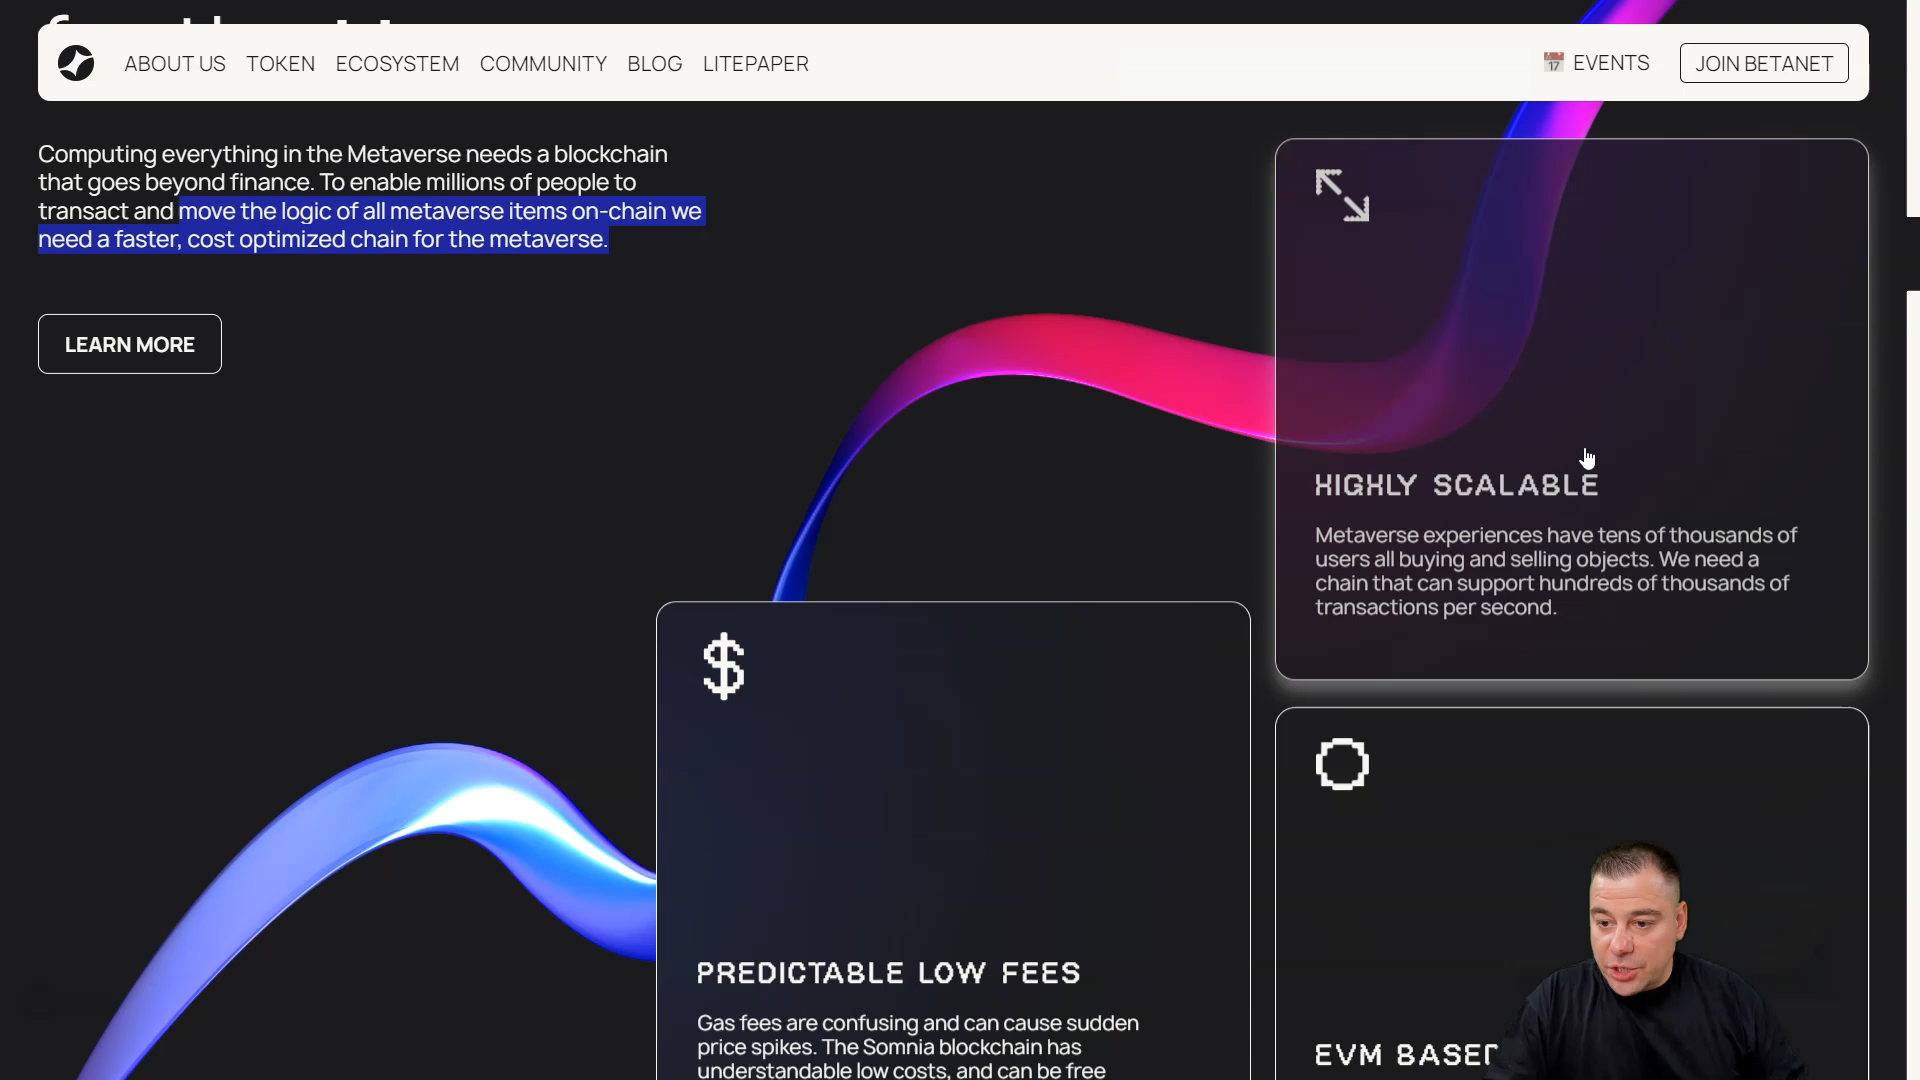 ABOUT US TOKEN ECOSYSTEM COMMUNITY BLOG LITEPAPER
17 EVENTS JOIN BETANET
Computing everything in the Metaverse needs a blockchain
that goes beyond finance. To enable millions of people to
transact and move the logic of all metaverse items on-chain we
need a faster, cost optimized chain for the metaverse.
LEARN MORE
HIGHLY SCALABLE
Metaverse experiences have tens of thousands of
users all buying and selling objects. We need a
chain that can support hundreds of thousands of
transactions per second.
$
PREDICTABLE LOW FEES
Gas fees are confusing and can cause sudden
price spikes. The Somnia blockchain has
understandable low costs, and can be free
EVM